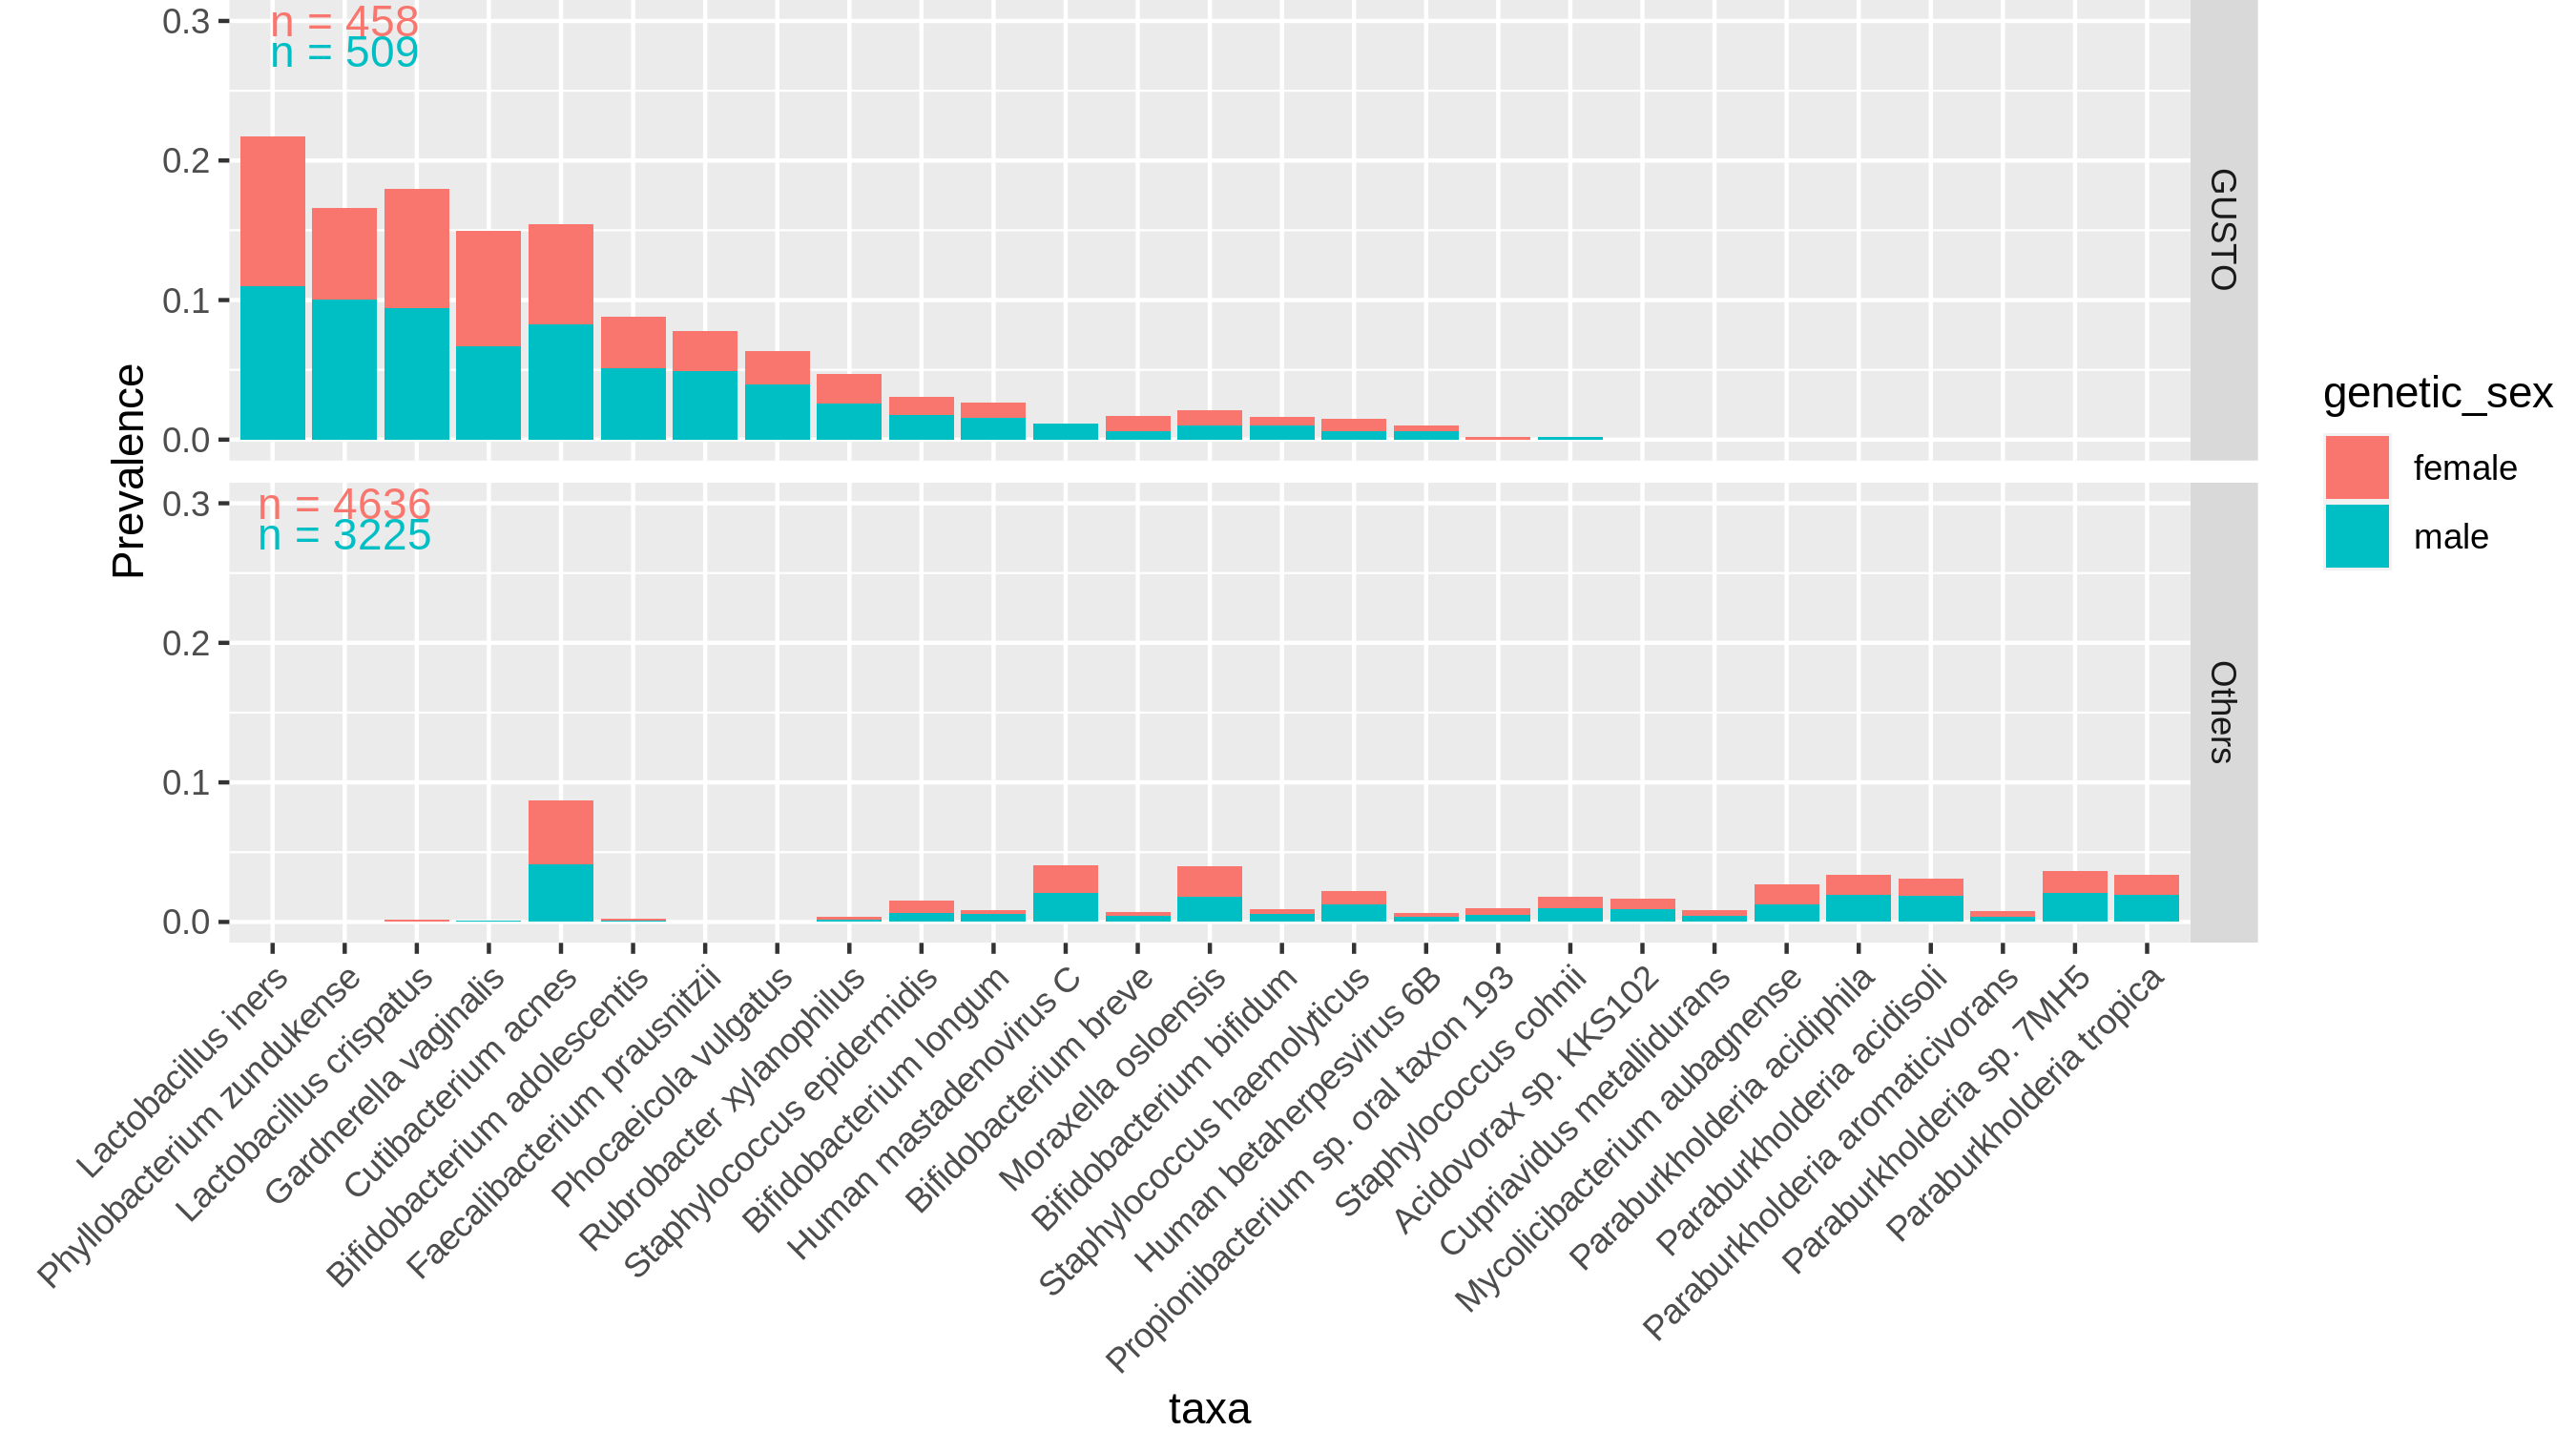 0.3
n = 458
n = 509
0.2
0.1
0.0
GUSTO
Prevalence
0.3
n = 4636
n = 3225
0.2
0.1
0.0
Others
genetic_sex
female
male
Lactobacillus iners
Phyllobacterium zundukense
Lactobacillus crispatus
Gardnerella vaginalis
Cutibacterium acnes
Bifidobacterium adolescentis
Faecalibacterium prausnitzii
Phocaeicola vulgatus
Rubrobacter xylanophilus
Staphylococcus epidermidis
Bifidobacterium longum
Human mastadenovirus C
Bifidobacterium breve
Moraxella osloensis
Bifidobacterium bifidum
Staphylococcus haemolyticus
Human betaherpesvirus 6B
Propionibacterium sp. oral taxon 193
Staphylococcus cohnii
Acidovorax sp. KKS102
Cupriavidus metallidurans
Mycolicibacterium aubagnense
Paraburkholderia acidiphila
Paraburkholderia acidisoli
Paraburkholderia aromaticivorans
Paraburkholderia sp. 7MH5
Paraburkholderia tropica
taxa